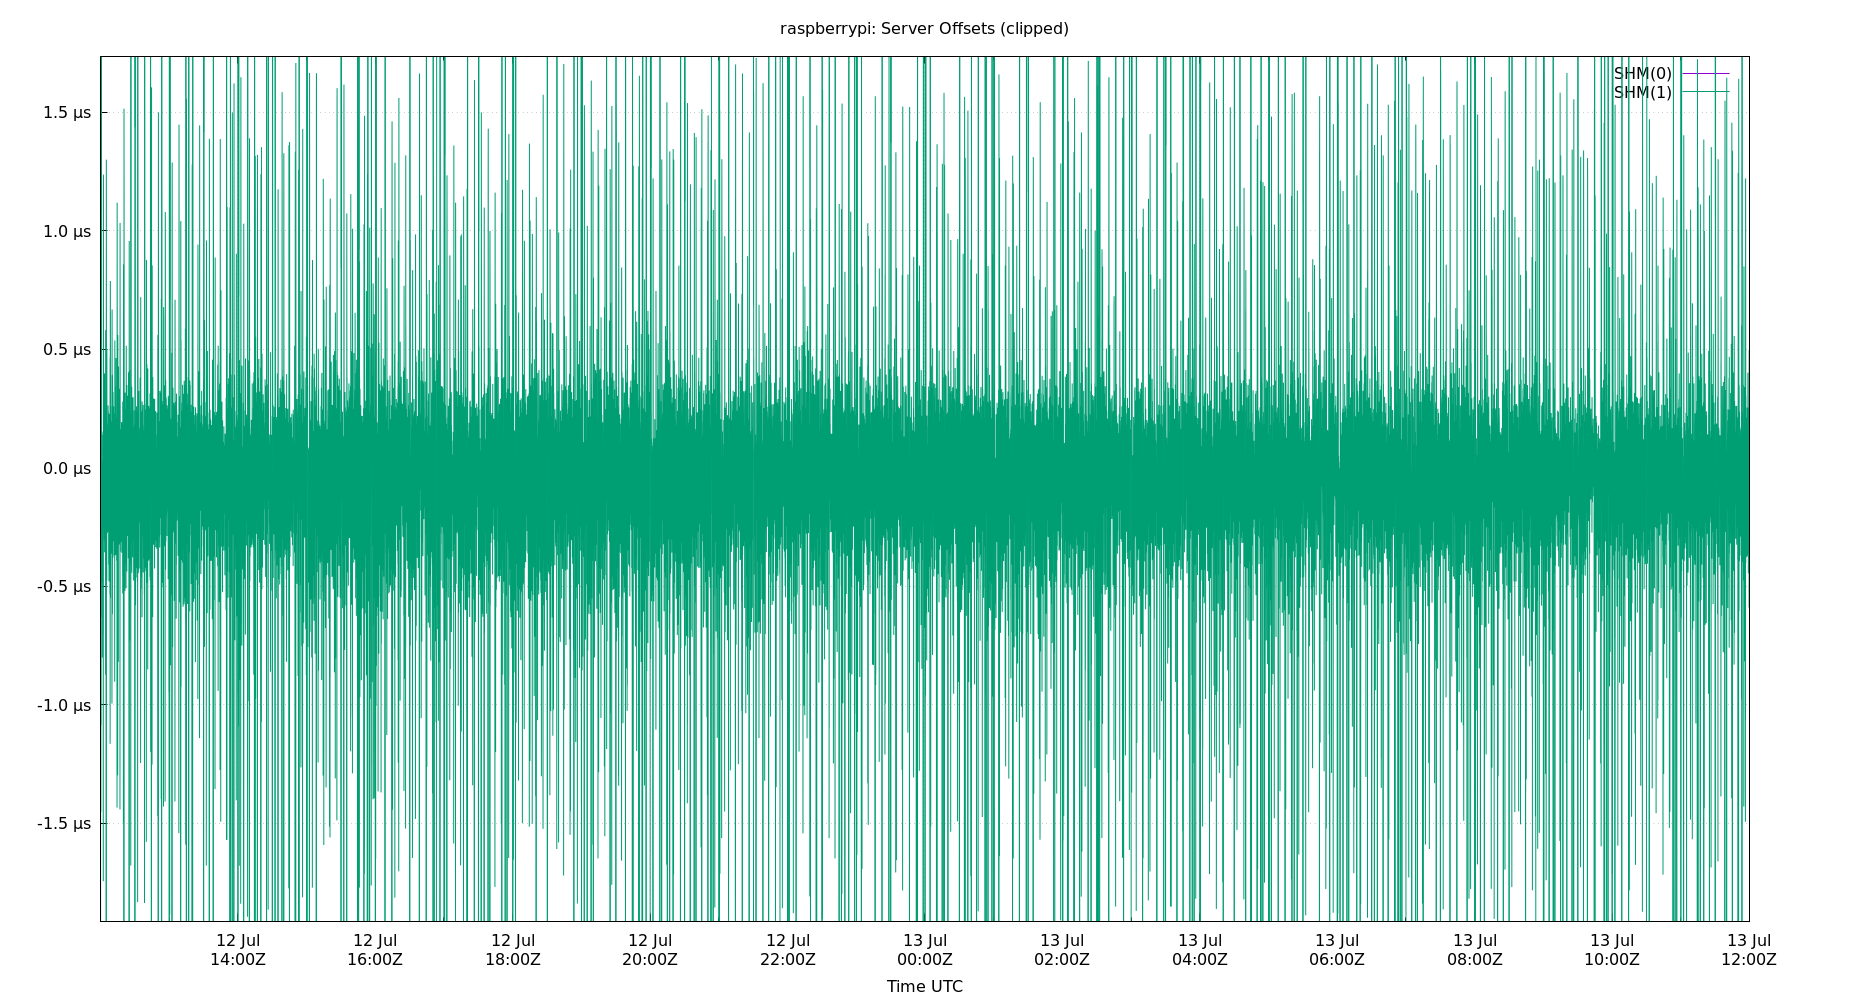 raspberrypi: Server Offsets (clipped)
SHM(0)
SHM(1)
1.5 µs
1.0 µs
0.5 µs
0.0 µs
-0.5 µs
-1.0 µs
-1.5 µs
12 Jul 12 Jul 12 Jul 12 Jul 12 Jul 13 Jul 13 Jul 13 Jul 13 Jul 13 Jul 13 Jul 13 Jul
14:00Z 16:00Z 18:00Z 20:00Z 22:00Z 00:00Z 02:00Z 04:00Z 06:00Z 08:00Z 10:00Z 12:00Z
Time UTC